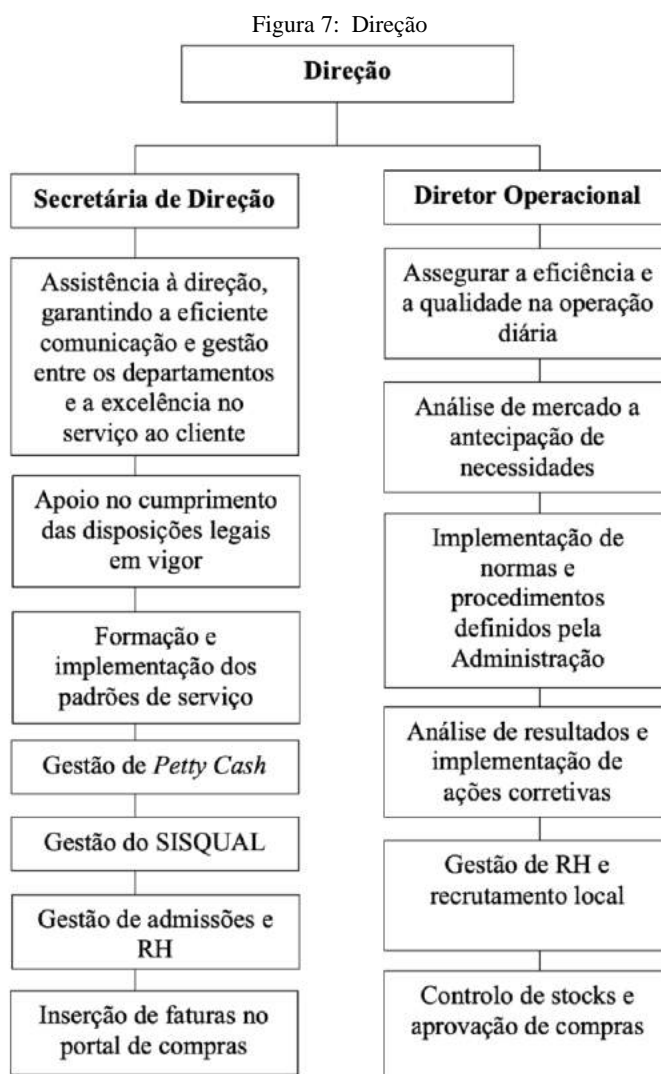 Figura 7: Direção
Direção
Secretária de Direção
Assistência à direção,
garantindo a eficiente
comunicação e gestão
entre os departamentos
e a excelência no
serviço ao cliente
Apoio no cumprimento
das disposições legais
em vigor
Formação e
implementação dos
padrões de serviço
Gestão de Petty Cash
Gestão do SISQUAL
Gestão de admissões e
RH
Inserção de faturas no
portal de compras
Diretor Operacional
Assegurar a eficiência e
a qualidade na operação
diária
Análise de mercado a
antecipação de
necessidades
Implementação de
normas e
procedimentos
definidos pela
Administração
Análise de resultados e
implementação de
ações corretivas
Gestão de RH e
recrutamento local
Controlo de stocks e
aprovação de compras